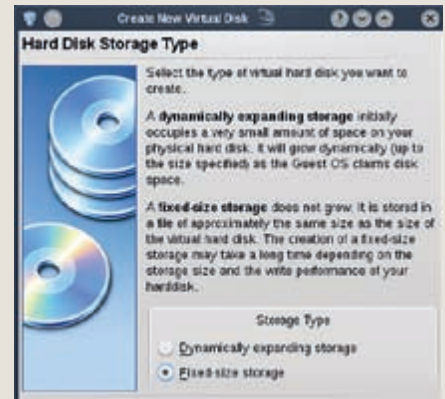 Create New Virtual Disk
Hard Disk Storage Type
Select the type of virtual hard disk you want to
create.
A dynamically expanding storage initially
occupies a very small amount of space on your
physical hard disk. It will grow dynamically (up to
the size specified) as the Guest OS claims disk
space.
A fixed-size storage does not grow. It is stored in
a file of approximately the same size as the size of
the virtual hard disk. The creation of a fixed-size
storage may take a long time depending on the
storage size and the write performance of your
harddisk.
Storage Type
Dynamically expanding storage
Fixed-size storage